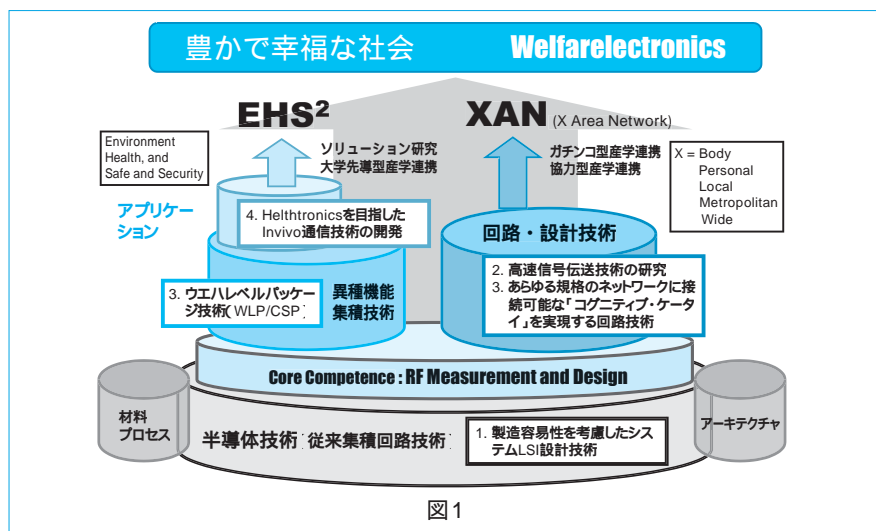 豊かで幸福な社会 Welfarelectronics
EHS²
XAN (X Area Network)
Environment
Health, and
Safe and Security
ソリューション研究
大学先導型産学連携
ガチンコ型産学連携
協力型産学連携
X = Body
Personal
Local
Metropolitan
Wide
アプリケー
ション
4. Helthtronicsを目指した
Invivo通信技術の開発
回路・設計技術
3. ウエハレベルパッケー
ジ技術(WLP/CSP)
異種機能
集積技術
2. 高速信号伝送技術の研究
3. あらゆる規格のネットワークに接
続可能な「コグニティブ・ケータ
イ」を実現する回路技術
Core Competence : RF Measurement and Design
材料
プロセス
半導体技術 従来集積回路技術
1. 製造容易性を考慮したシス
テムLSI設計技術
アーキテクチャ
図1